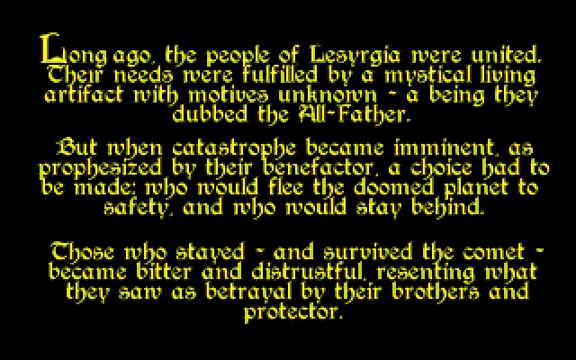 Long ago, the people of Lesyrgia were united.
Their needs were fulfilled by a mystical living
artifact with motives unknown - a being they
dubbed the All-Father.
But when catastrophe became imminent, as
prophesized by their benefactor, a choice had to
be made: who would flee the doomed planet to
safety, and who would stay behind.
Those who stayed - and survived the comet -
became bitter and distrustful, resenting what
they saw as betrayal by their brothers and
protector.